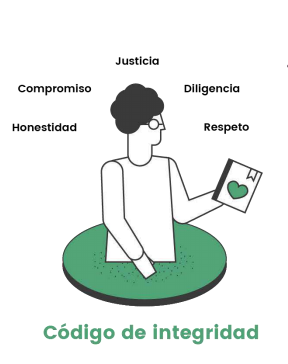 Justicia
Compromiso
Diligencia
Honestidad
Respeto
Código de integridad